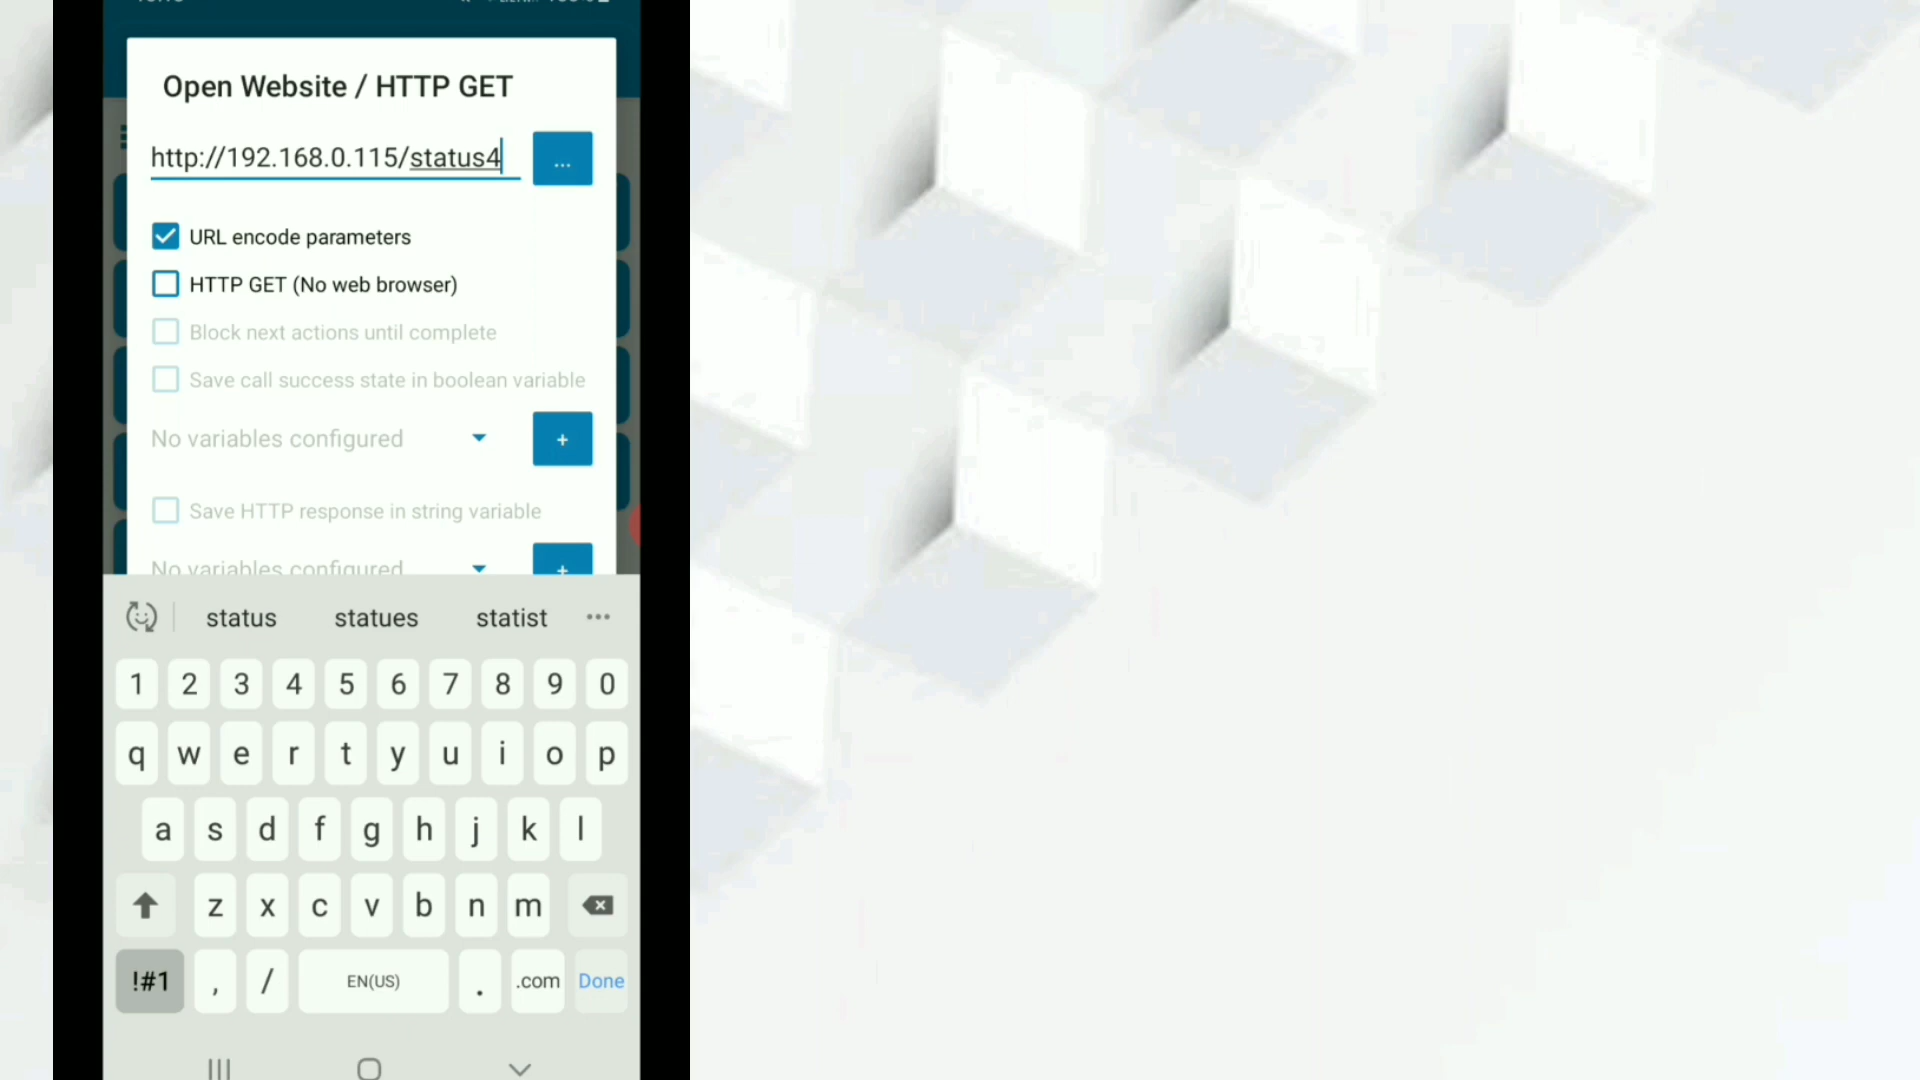 Open Website / HTTP GET
http://192.168.0.115/status4
...
URL encode parameters
HTTP GET (No web browser)
Block next actions until complete
Save call success state in boolean variable
No variables configured
+
Save HTTP response in string variable
No variables configured
+
status statues statist
1 2 3 4 5 6 7 8 9 0
q w e r t y u i o p
a s d f g h j k l
z x c v b n m
!#1 , / EN(US) . .com Done